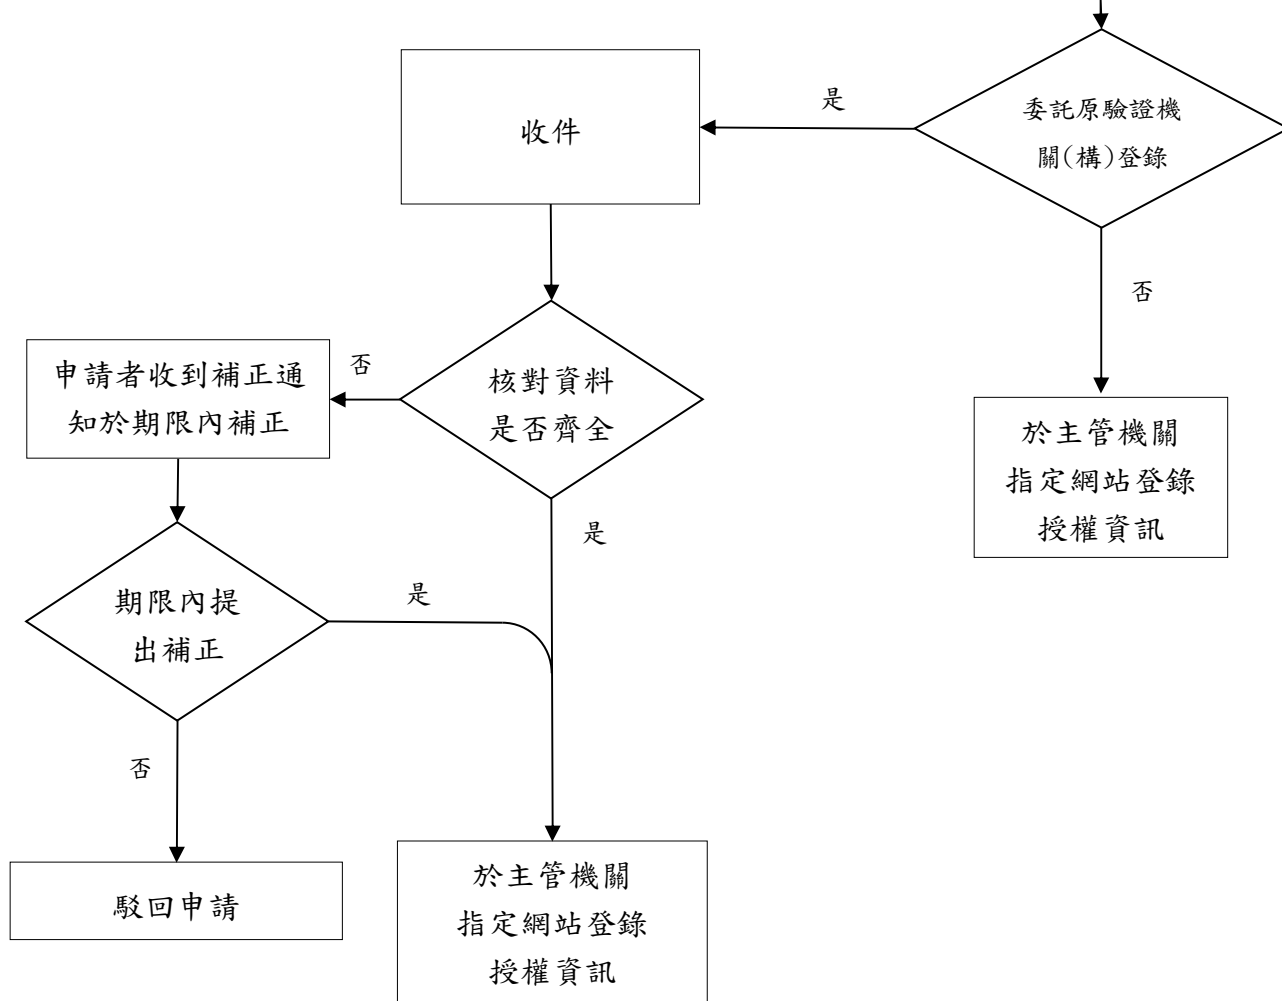 委託原驗證機
關(構)登錄
是
收件
否
核對資料
是否齊全
否
申請者收到補正通
知於期限內補正
於主管機關
指定網站登錄
授權資訊
是
期限內提
出補正
是
否
駁回申請
於主管機關
指定網站登錄
授權資訊